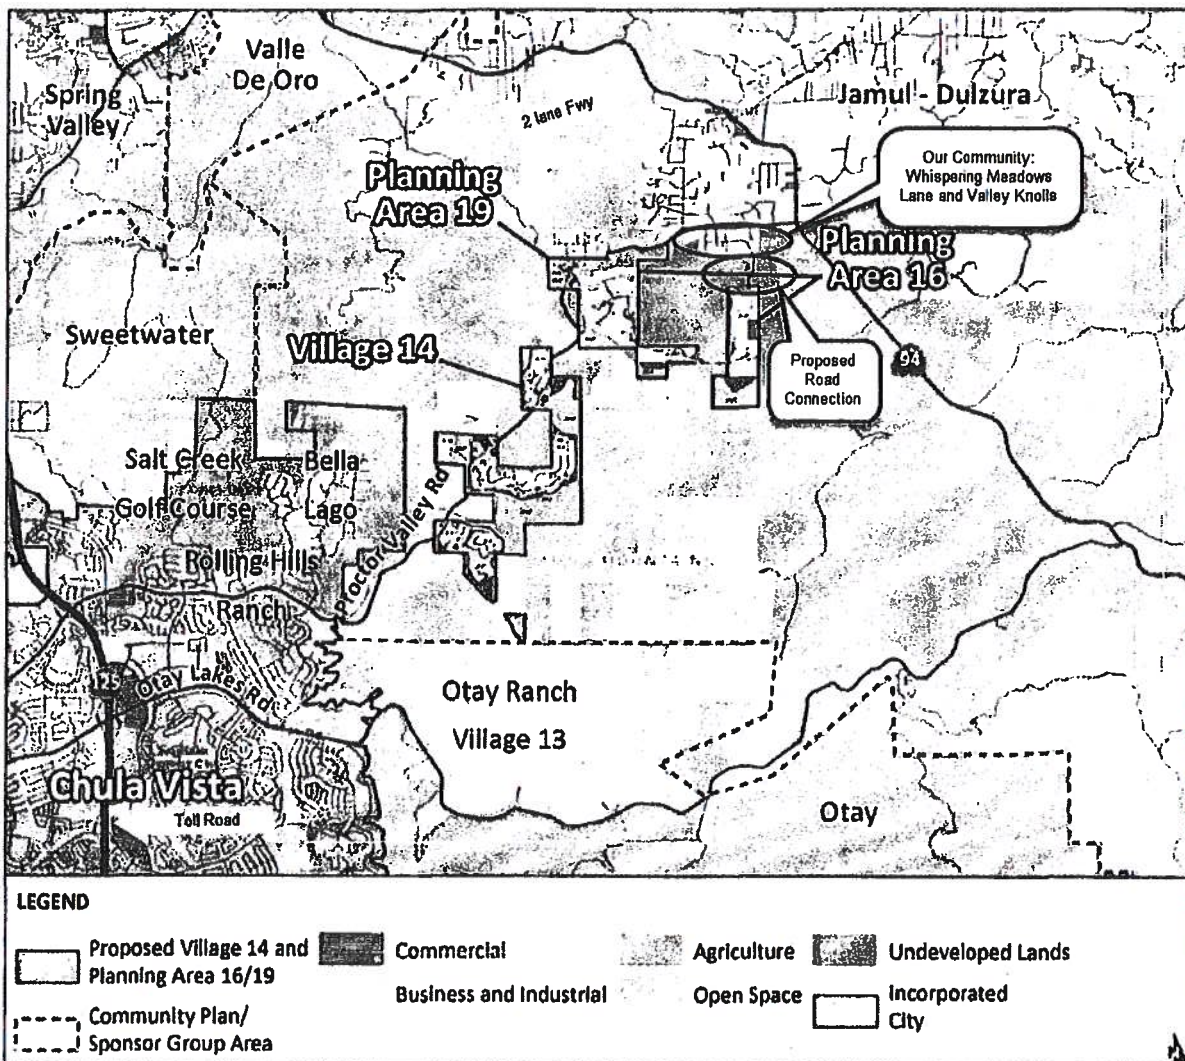 Valle
De Oro
Spring
Valley
2 lane Fwy
Jamul - Dulzura
Our Community:
Whispering Meadows
Lane and Valley Knolls
Planning
Area 19
Planning
Area 16
Sweetwater
Village 14
Proposed
Road
Connection
94
Salt Creek
Golf Course
Bella
Lago
Proctor Valley Rd
Rolling Hills
Ranch
125
Otay Lakes Rd
Otay Ranch
Village 13
Chula Vista
Toll Road
Otay
LEGEND
Proposed Village 14 and
Planning Area 16/19
Community Plan/
Sponsor Group Area
Commercial
Business and Industrial
Agriculture
Open Space
Undeveloped Lands
Incorporated
City